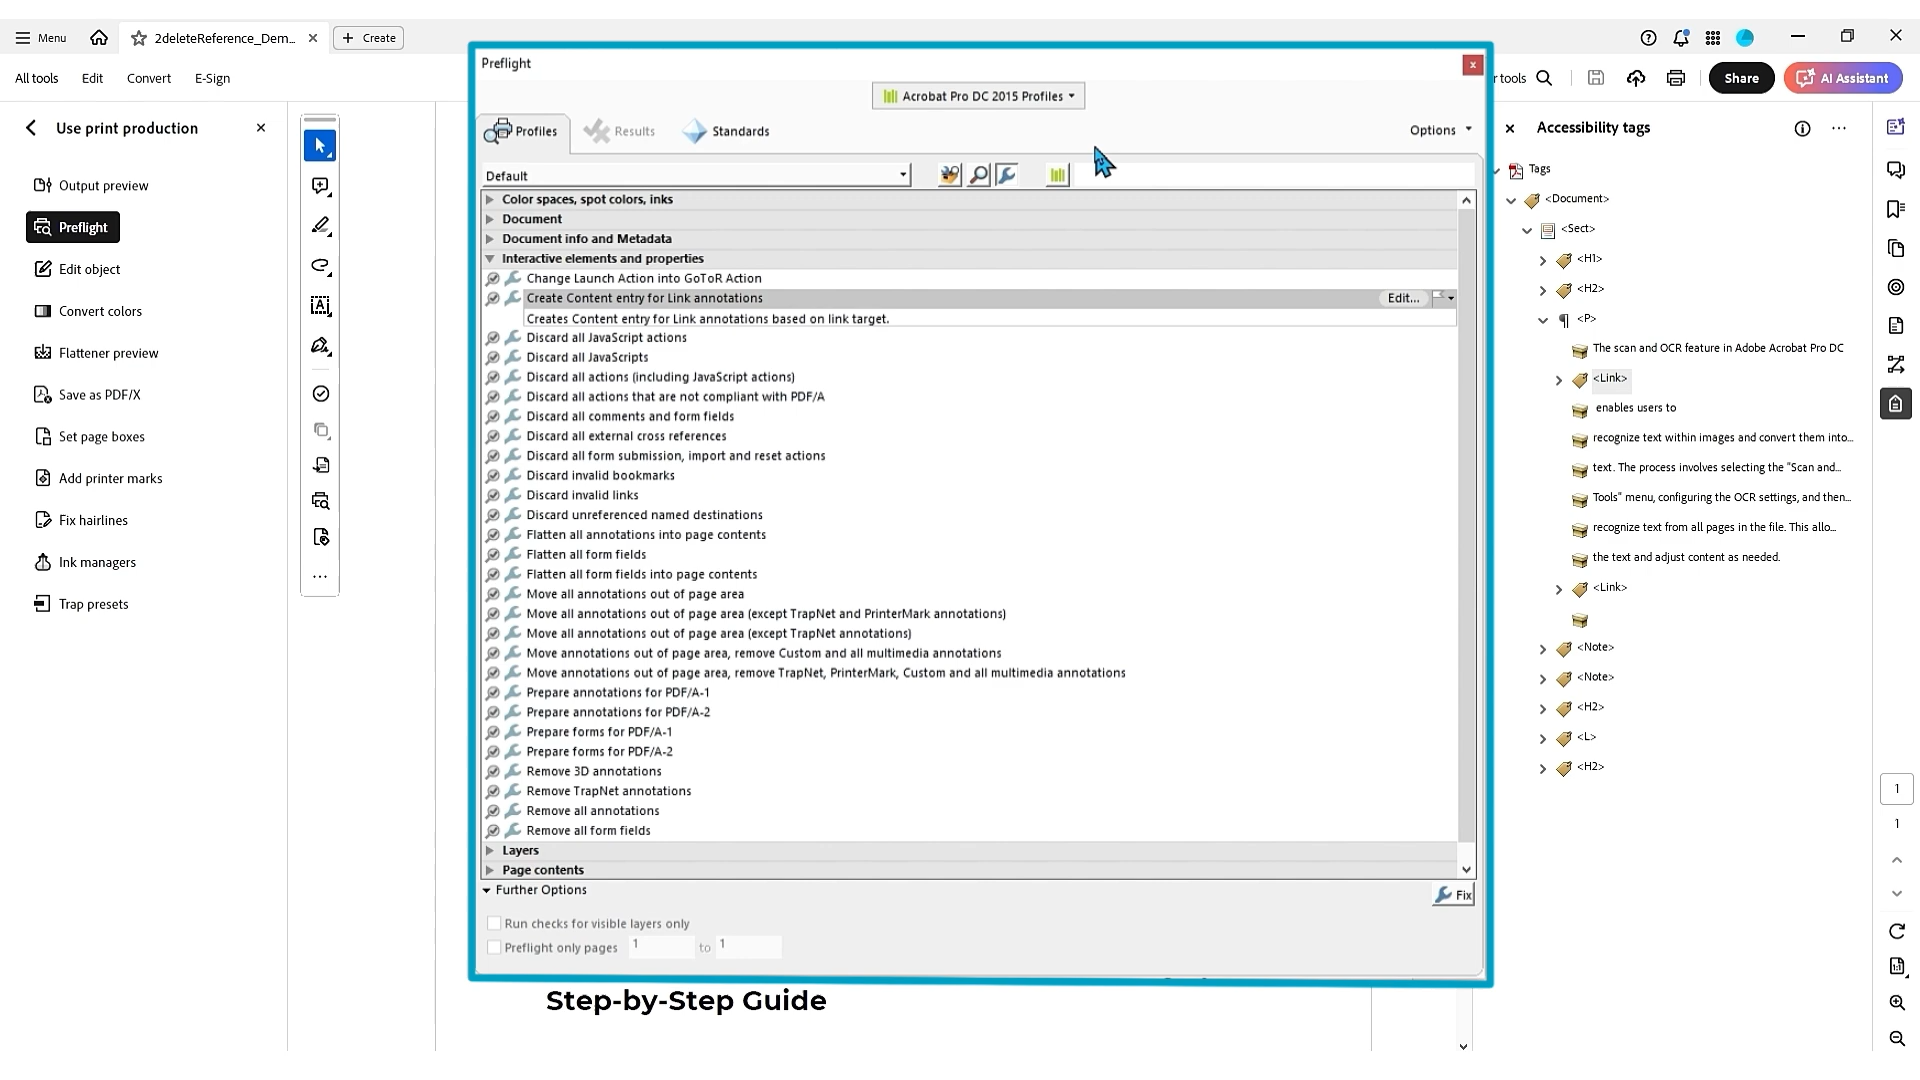 Menu
2deleteReference_Dem...
Create
All tools
Edit
Convert
E-Sign
r tools
Share
AI Assistant
Use print production
Output preview
Preflight
Edit object
Convert colors
Flattener preview
Save as PDF/X
Set page boxes
Add printer marks
Fix hairlines
Ink managers
Trap presets
Preflight
Acrobat Pro DC 2015 Profiles
Profiles
Results
Standards
Options
Default
Color spaces, spot colors, inks
Document
Document info and Metadata
Interactive elements and properties
Change Launch Action into GoToR Action
Create Content entry for Link annotations
Edit...
Creates Content entry for Link annotations based on link target.
Discard all JavaScript actions
Discard all JavaScripts
Discard all actions (including JavaScript actions)
Discard all actions that are not compliant with PDF/A
Discard all comments and form fields
Discard all external cross references
Discard all form submission, import and reset actions
Discard invalid bookmarks
Discard invalid links
Discard unreferenced named destinations
Flatten all annotations into page contents
Flatten all form fields
Flatten all form fields into page contents
Move all annotations out of page area
Move all annotations out of page area (except TrapNet and PrinterMark annotations)
Move all annotations out of page area (except TrapNet annotations)
Move annotations out of page area, remove Custom and all multimedia annotations
Move annotations out of page area, remove TrapNet, PrinterMark, Custom and all multimedia annotations
Prepare annotations for PDF/A-1
Prepare annotations for PDF/A-2
Prepare forms for PDF/A-1
Prepare forms for PDF/A-2
Remove 3D annotations
Remove TrapNet annotations
Remove all annotations
Remove all form fields
Layers
Page contents
Further Options
Fix
Run checks for visible layers only
Preflight only pages 1 to 1
Step-by-Step Guide
Accessibility tags
Tags
<Document>
<Sect>
<H1>
<H2>
<P>
The scan and OCR feature in Adobe Acrobat Pro DC
<Link>
enables users to
recognize text within images and convert them into...
text. The process involves selecting the "Scan and...
Tools" menu, configuring the OCR settings, and then...
recognize text from all pages in the file. This allo...
the text and adjust content as needed.
<Link>
<Note>
<Note>
<H2>
<L>
<H2>
1
1